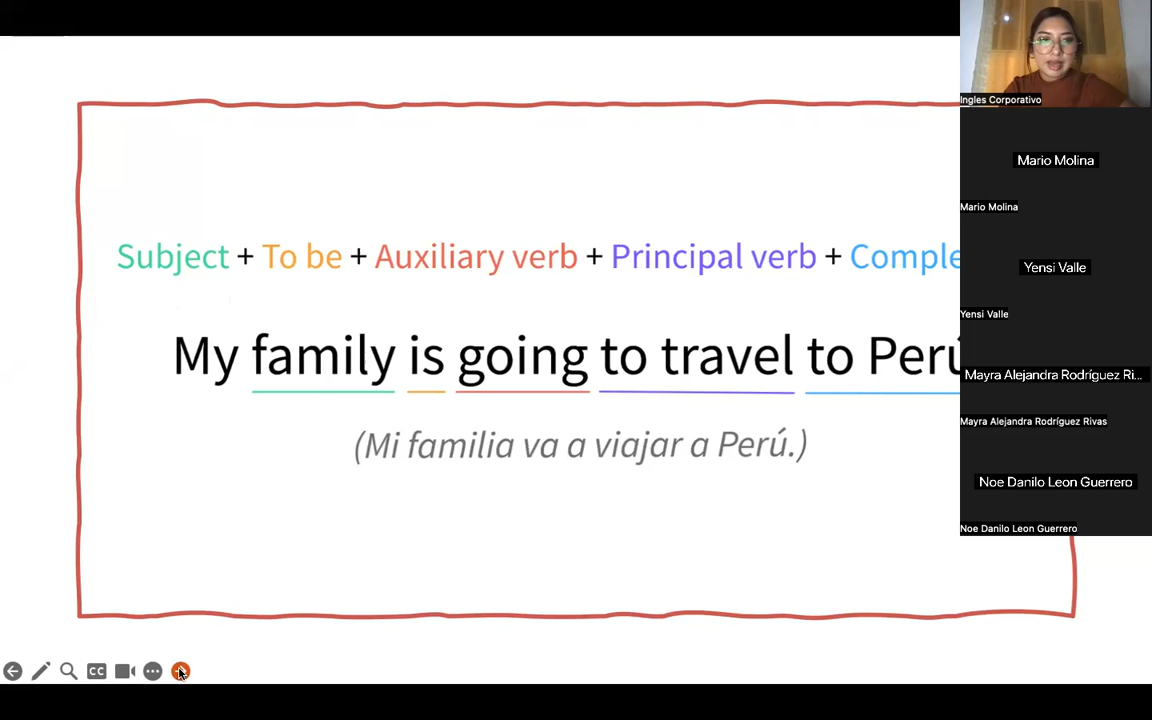 Subject + To be + Auxiliary verb + Principal verb + Comple
My family is going to travel to Perú
(Mi familia va a viajar a Perú.)
CC
Ingles Corporativo
Mario Molina
Mario Molina
Yensi Valle
Yensi Valle
Mayra Alejandra Rodríguez Ri...
Mayra Alejandra Rodríguez Rivas
Noe Danilo Leon Guerrero
Noe Danilo Leon Guerrero